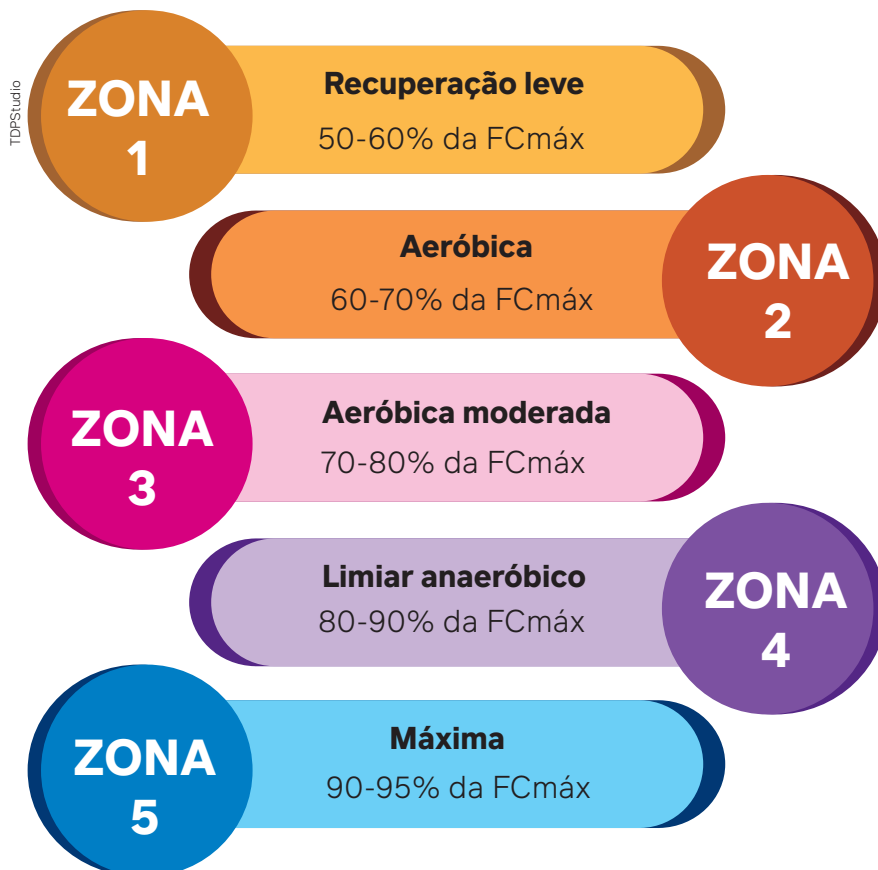 TDPStudio
ZONA
1
Recuperação leve
50-60% da FCmáx
Aeróbica
60-70% da FCmáx
ZONA
2
ZONA
3
Aeróbica moderada
70-80% da FCmáx
Limiar anaeróbico
80-90% da FCmáx
ZONA
4
ZONA
5
Máxima
90-95% da FCmáx